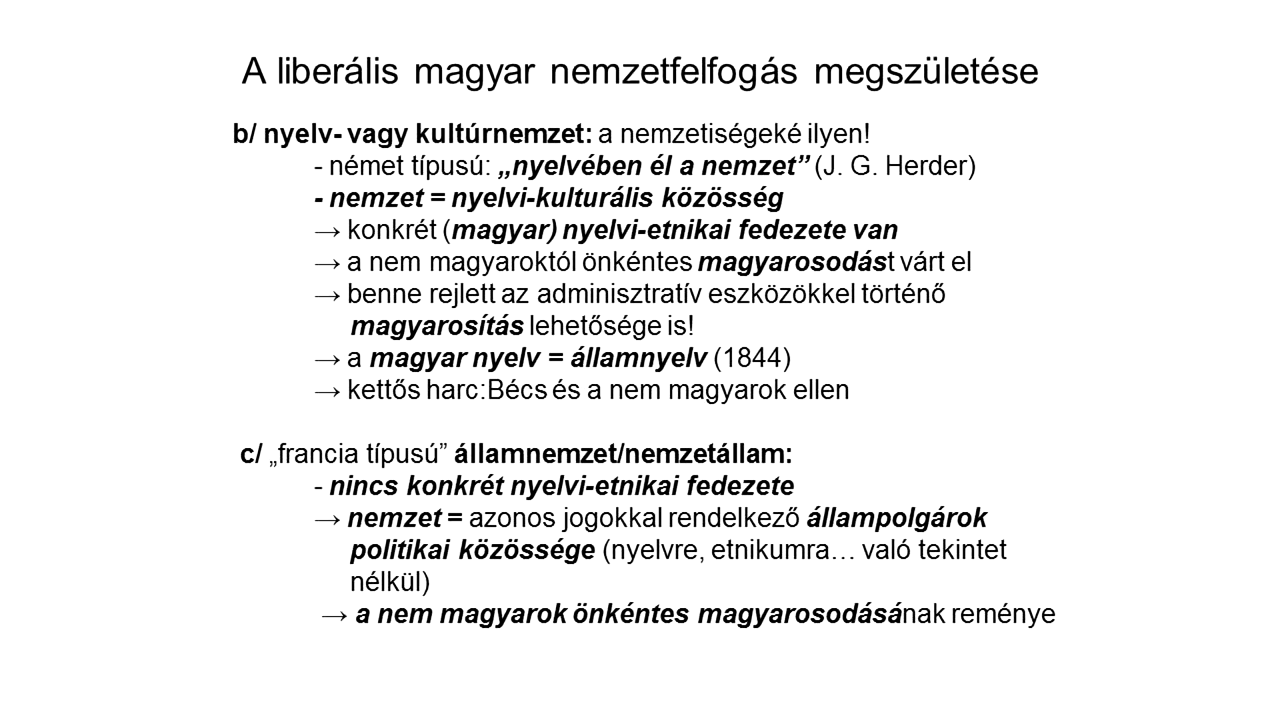 A liberális magyar nemzetfelfogás megszületése
b/ nyelv- vagy kultúrnemzet: a nemzetiségeké ilyen!
- német típusú: „nyelvében él a nemzet” (J. G. Herder)
- nemzet = nyelvi-kulturális közösség
→ konkrét (magyar) nyelvi-etnikai fedezete van
→ a nem magyaroktól önkéntes magyarosodást várt el
→ benne rejlett az adminisztratív eszközökkel történő
magyarosítás lehetősége is!
→ a magyar nyelv = államnyelv (1844)
→ kettős harc:Bécs és a nem magyarok ellen
c/ „francia típusú” államnemzet/nemzetállam:
- nincs konkrét nyelvi-etnikai fedezete
→ nemzet = azonos jogokkal rendelkező állampolgárok
politikai közössége (nyelvre, etnikumra… való tekintet
nélkül)
→ a nem magyarok önkéntes magyarosodásának reménye